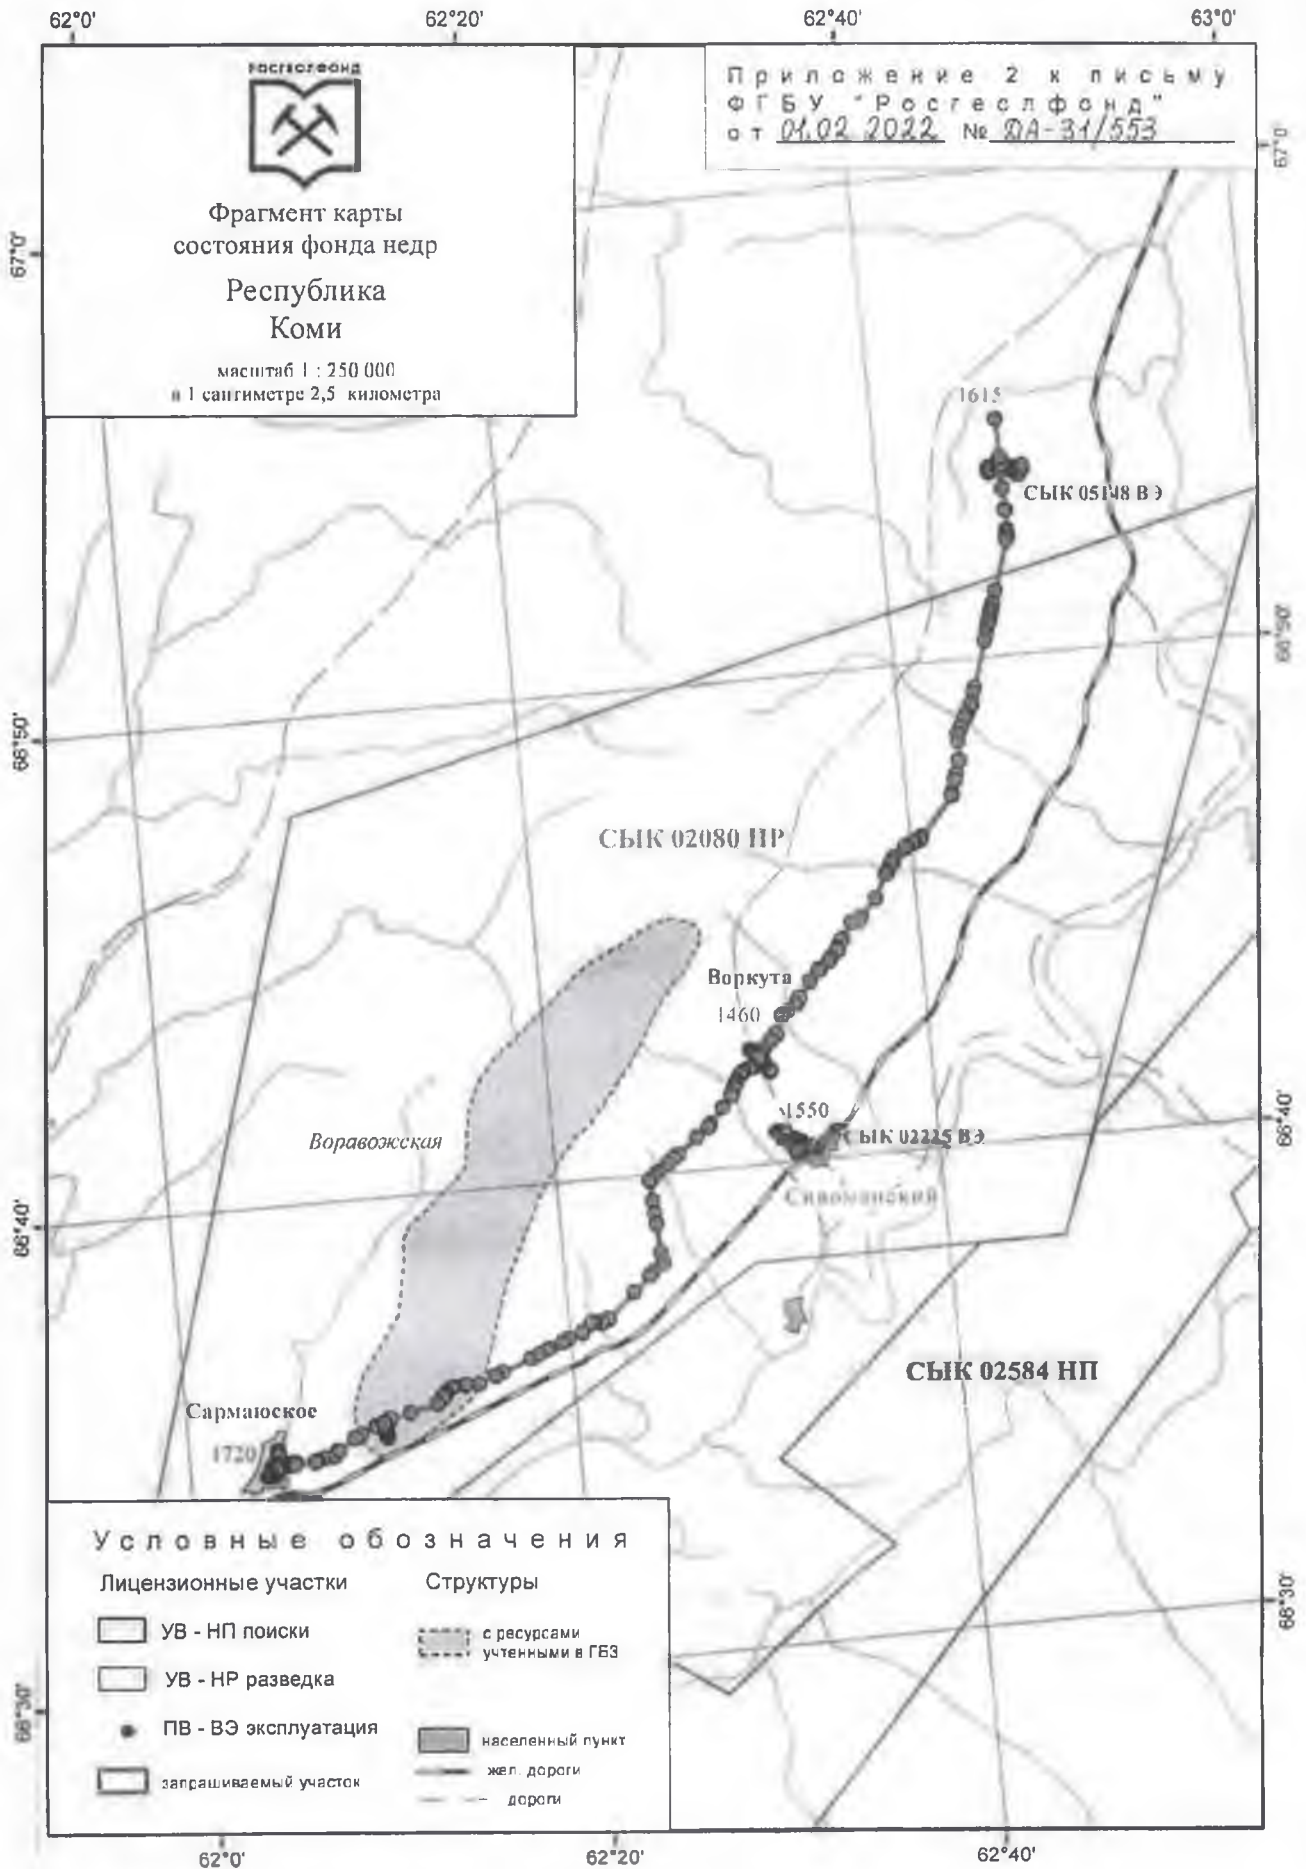 62°0' 62°20' 62°40' 63°0'
РОСГЕОЛФОНД
Фрагмент карты
состояния фонда недр
Республика
Коми
масштаб 1 : 250 000
в 1 сантиметре 2,5 километра
Приложение 2 к письму
ФГБУ "Росгеолфонд"
от 01.02 2022 № ДА-31/553
67°0'
67°0'
1615
СЫК 05148 ВЭ
66°50'
66°50'
СЫК 02080 НР
Воркута
1460
1550
66°40'
СЫК 02225 ВЭ
Воравожская
Сивомаскинский
66°40'
СЫК 02584 НП
Сармаюское
1720
Условные обозначения
Лицензионные участки
УВ - НП поиски
УВ - НР разведка
ПВ - ВЭ эксплуатация
запрашиваемый участок
Структуры
с ресурсами
учтенными в ГБЗ
населенный пункт
жел. дороги
дороги
66°30'
66°30'
62°0' 62°20' 62°40'